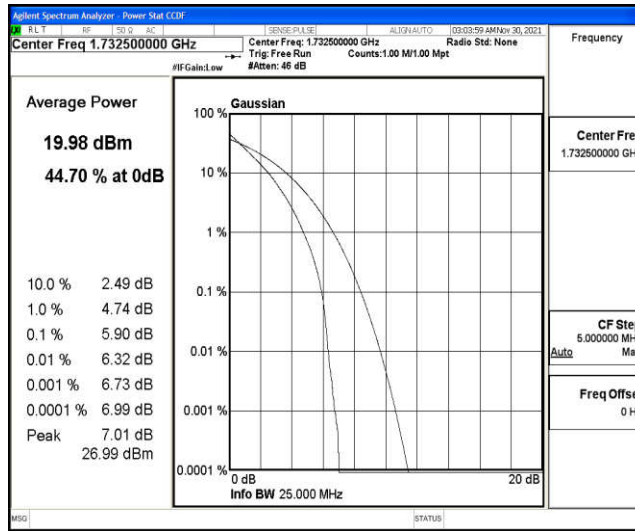 Agilent Spectrum Analyzer - Power Stat CCDF
RLT RF 50 Ω AC SENSE:PULSE ALIGN AUTO 03:03:59 AM Nov 30, 2021
Center Freq 1.732500000 GHz
Center Freq: 1.732500000 GHz Radio Std: None
Trig: Free Run Counts:1.00 M/1.00 Mpt
#IFGain:Low #Atten: 46 dB
Frequency
Average Power
19.98 dBm
44.70 % at 0dB
10.0 % 2.49 dB
1.0 % 4.74 dB
0.1 % 5.90 dB
0.01 % 6.32 dB
0.001 % 6.73 dB
0.0001 % 6.99 dB
Peak 7.01 dB
26.99 dBm
Gaussian
100 %
10 %
1 %
0.1 %
0.01 %
0.001 %
0.0001 %
0 dB 20 dB
Info BW 25.000 MHz
Center Fre
1.732500000 GH
CF Ste
5.000000 MH
Auto Ma
Freq Offse
0 H
MSG STATUS